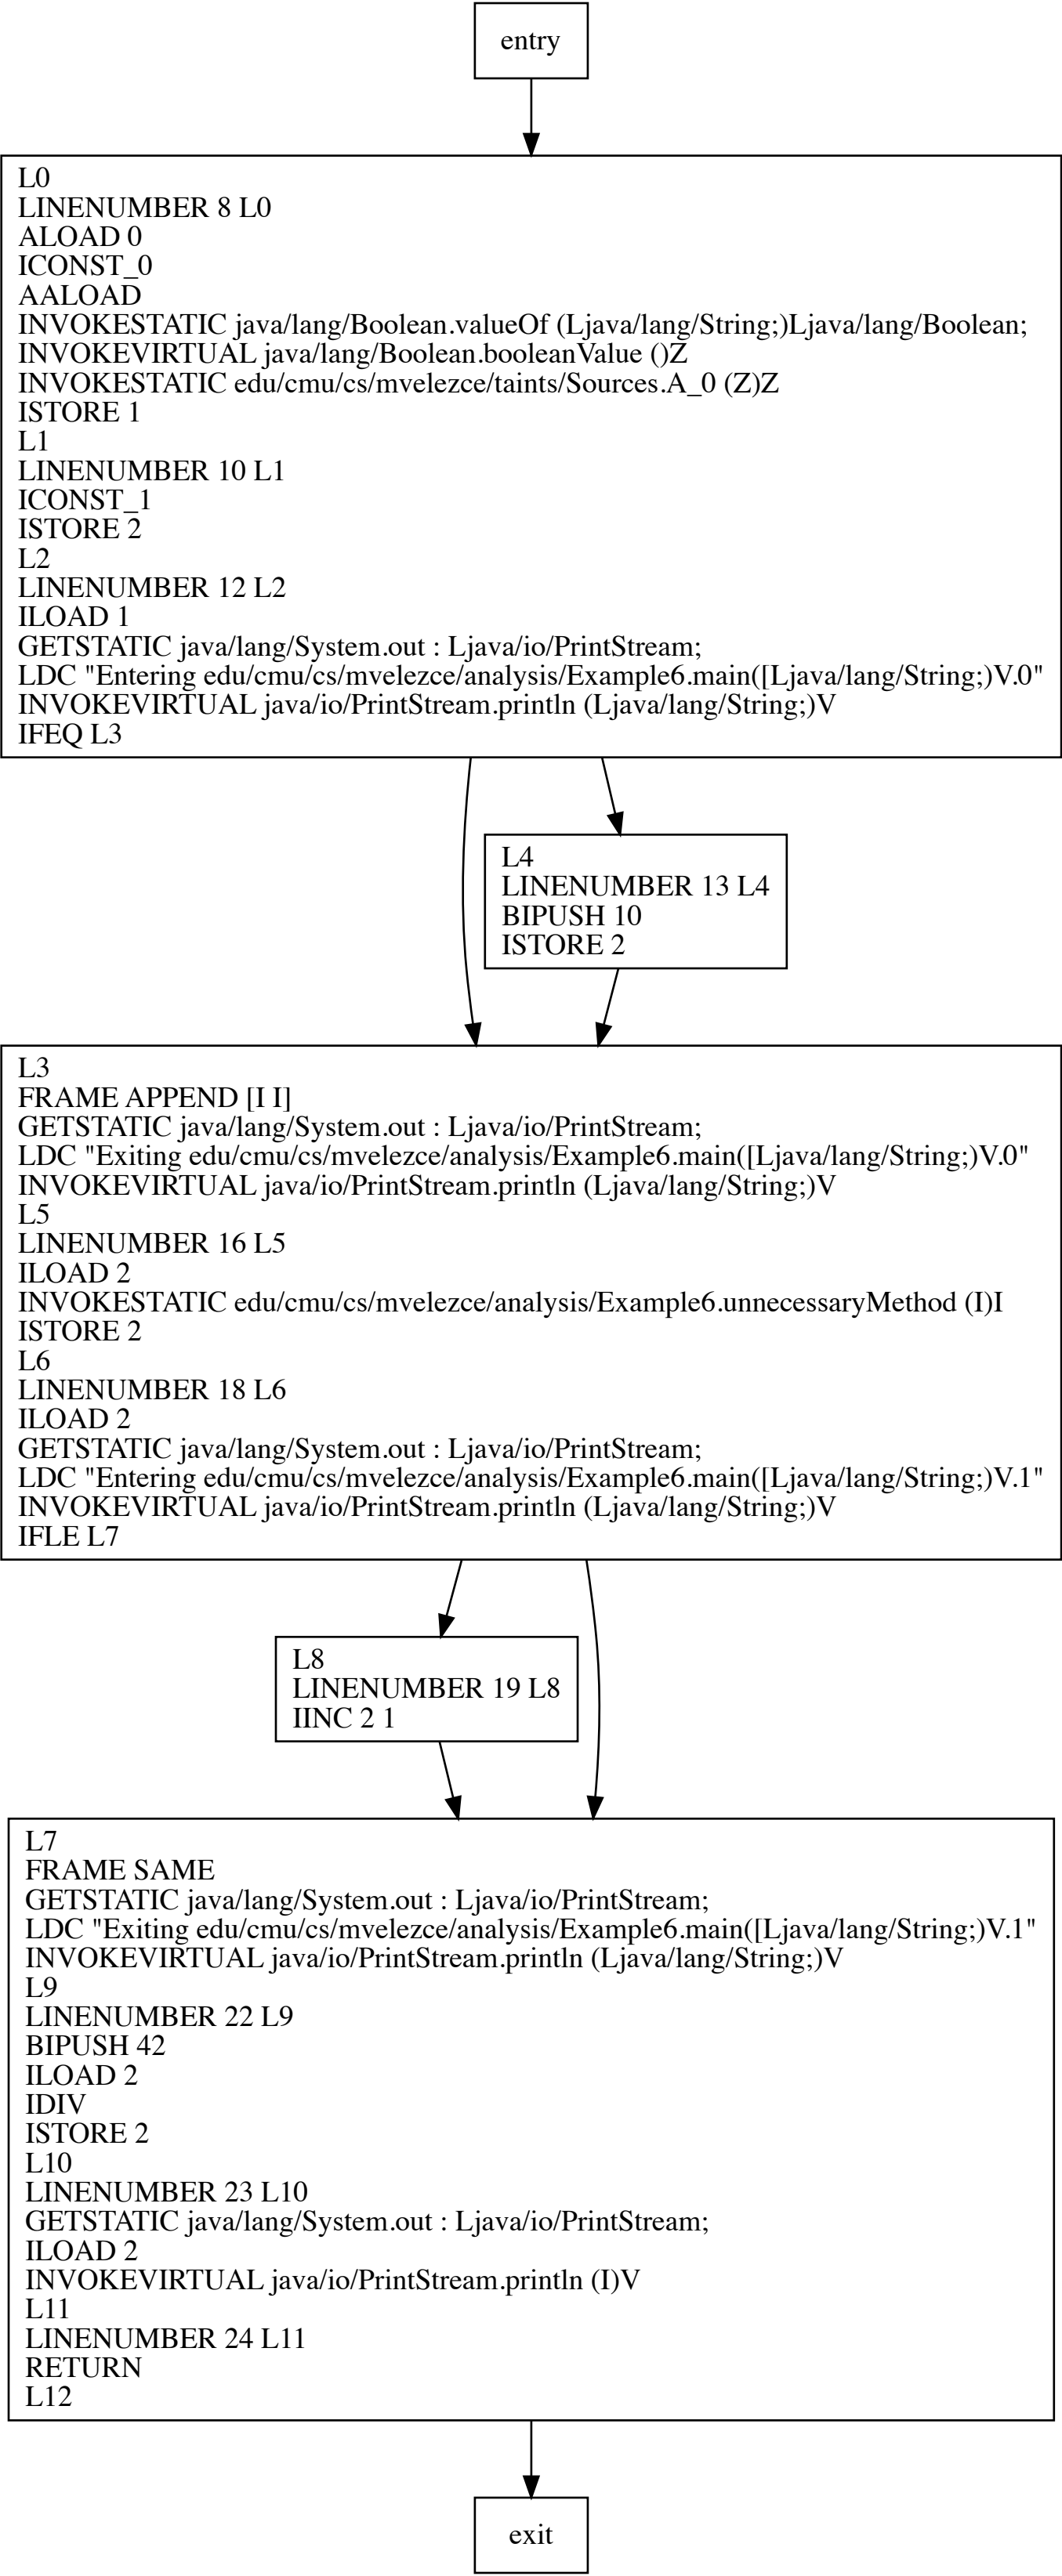 entry
L0
LINENUMBER 8 L0
ALOAD 0
ICONST_0
AALOAD
INVOKESTATIC java/lang/Boolean.valueOf (Ljava/lang/String;)Ljava/lang/Boolean;
INVOKEVIRTUAL java/lang/Boolean.booleanValue ()Z
INVOKESTATIC edu/cmu/cs/mvelezce/taints/Sources.A_0 (Z)Z
ISTORE 1
L1
LINENUMBER 10 L1
ICONST_1
ISTORE 2
L2
LINENUMBER 12 L2
ILOAD 1
GETSTATIC java/lang/System.out : Ljava/io/PrintStream;
LDC "Entering edu/cmu/cs/mvelezce/analysis/Example6.main([Ljava/lang/String;)V.0"
INVOKEVIRTUAL java/io/PrintStream.println (Ljava/lang/String;)V
IFEQ L3
L4
LINENUMBER 13 L4
BIPUSH 10
ISTORE 2
L3
FRAME APPEND [I I]
GETSTATIC java/lang/System.out : Ljava/io/PrintStream;
LDC "Exiting edu/cmu/cs/mvelezce/analysis/Example6.main([Ljava/lang/String;)V.0"
INVOKEVIRTUAL java/io/PrintStream.println (Ljava/lang/String;)V
L5
LINENUMBER 16 L5
ILOAD 2
INVOKESTATIC edu/cmu/cs/mvelezce/analysis/Example6.unnecessaryMethod (I)I
ISTORE 2
L6
LINENUMBER 18 L6
ILOAD 2
GETSTATIC java/lang/System.out : Ljava/io/PrintStream;
LDC "Entering edu/cmu/cs/mvelezce/analysis/Example6.main([Ljava/lang/String;)V.1"
INVOKEVIRTUAL java/io/PrintStream.println (Ljava/lang/String;)V
IFLE L7
L8
LINENUMBER 19 L8
IINC 2 1
L7
FRAME SAME
GETSTATIC java/lang/System.out : Ljava/io/PrintStream;
LDC "Exiting edu/cmu/cs/mvelezce/analysis/Example6.main([Ljava/lang/String;)V.1"
INVOKEVIRTUAL java/io/PrintStream.println (Ljava/lang/String;)V
L9
LINENUMBER 22 L9
BIPUSH 42
ILOAD 2
IDIV
ISTORE 2
L10
LINENUMBER 23 L10
GETSTATIC java/lang/System.out : Ljava/io/PrintStream;
ILOAD 2
INVOKEVIRTUAL java/io/PrintStream.println (I)V
L11
LINENUMBER 24 L11
RETURN
L12
exit